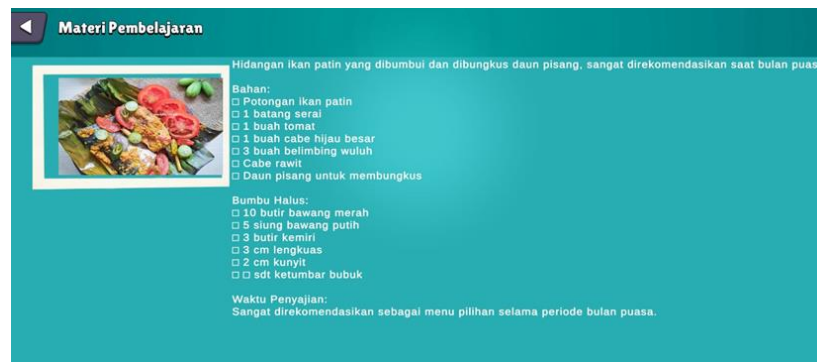 Materi Pembelajaran
Hidangan ikan patin yang dibumbui dan dibungkus daun pisang, sangat direkomendasikan saat bulan puas
Bahan:
□ Potongan ikan patin
□ 1 batang serai
□ 1 buah tomat
□ 1 buah cabe hijau besar
□ 3 buah belimbing wuluh
□ Cabe rawit
□ Daun pisang untuk membungkus
Bumbu Halus:
□ 10 butir bawang merah
□ 5 siung bawang putih
□ 3 butir kemiri
□ 3 cm lengkuas
□ 2 cm kunyit
□ □ sdt ketumbar bubuk
Waktu Penyajian:
Sangat direkomendasikan sebagai menu pilihan selama periode bulan puasa.